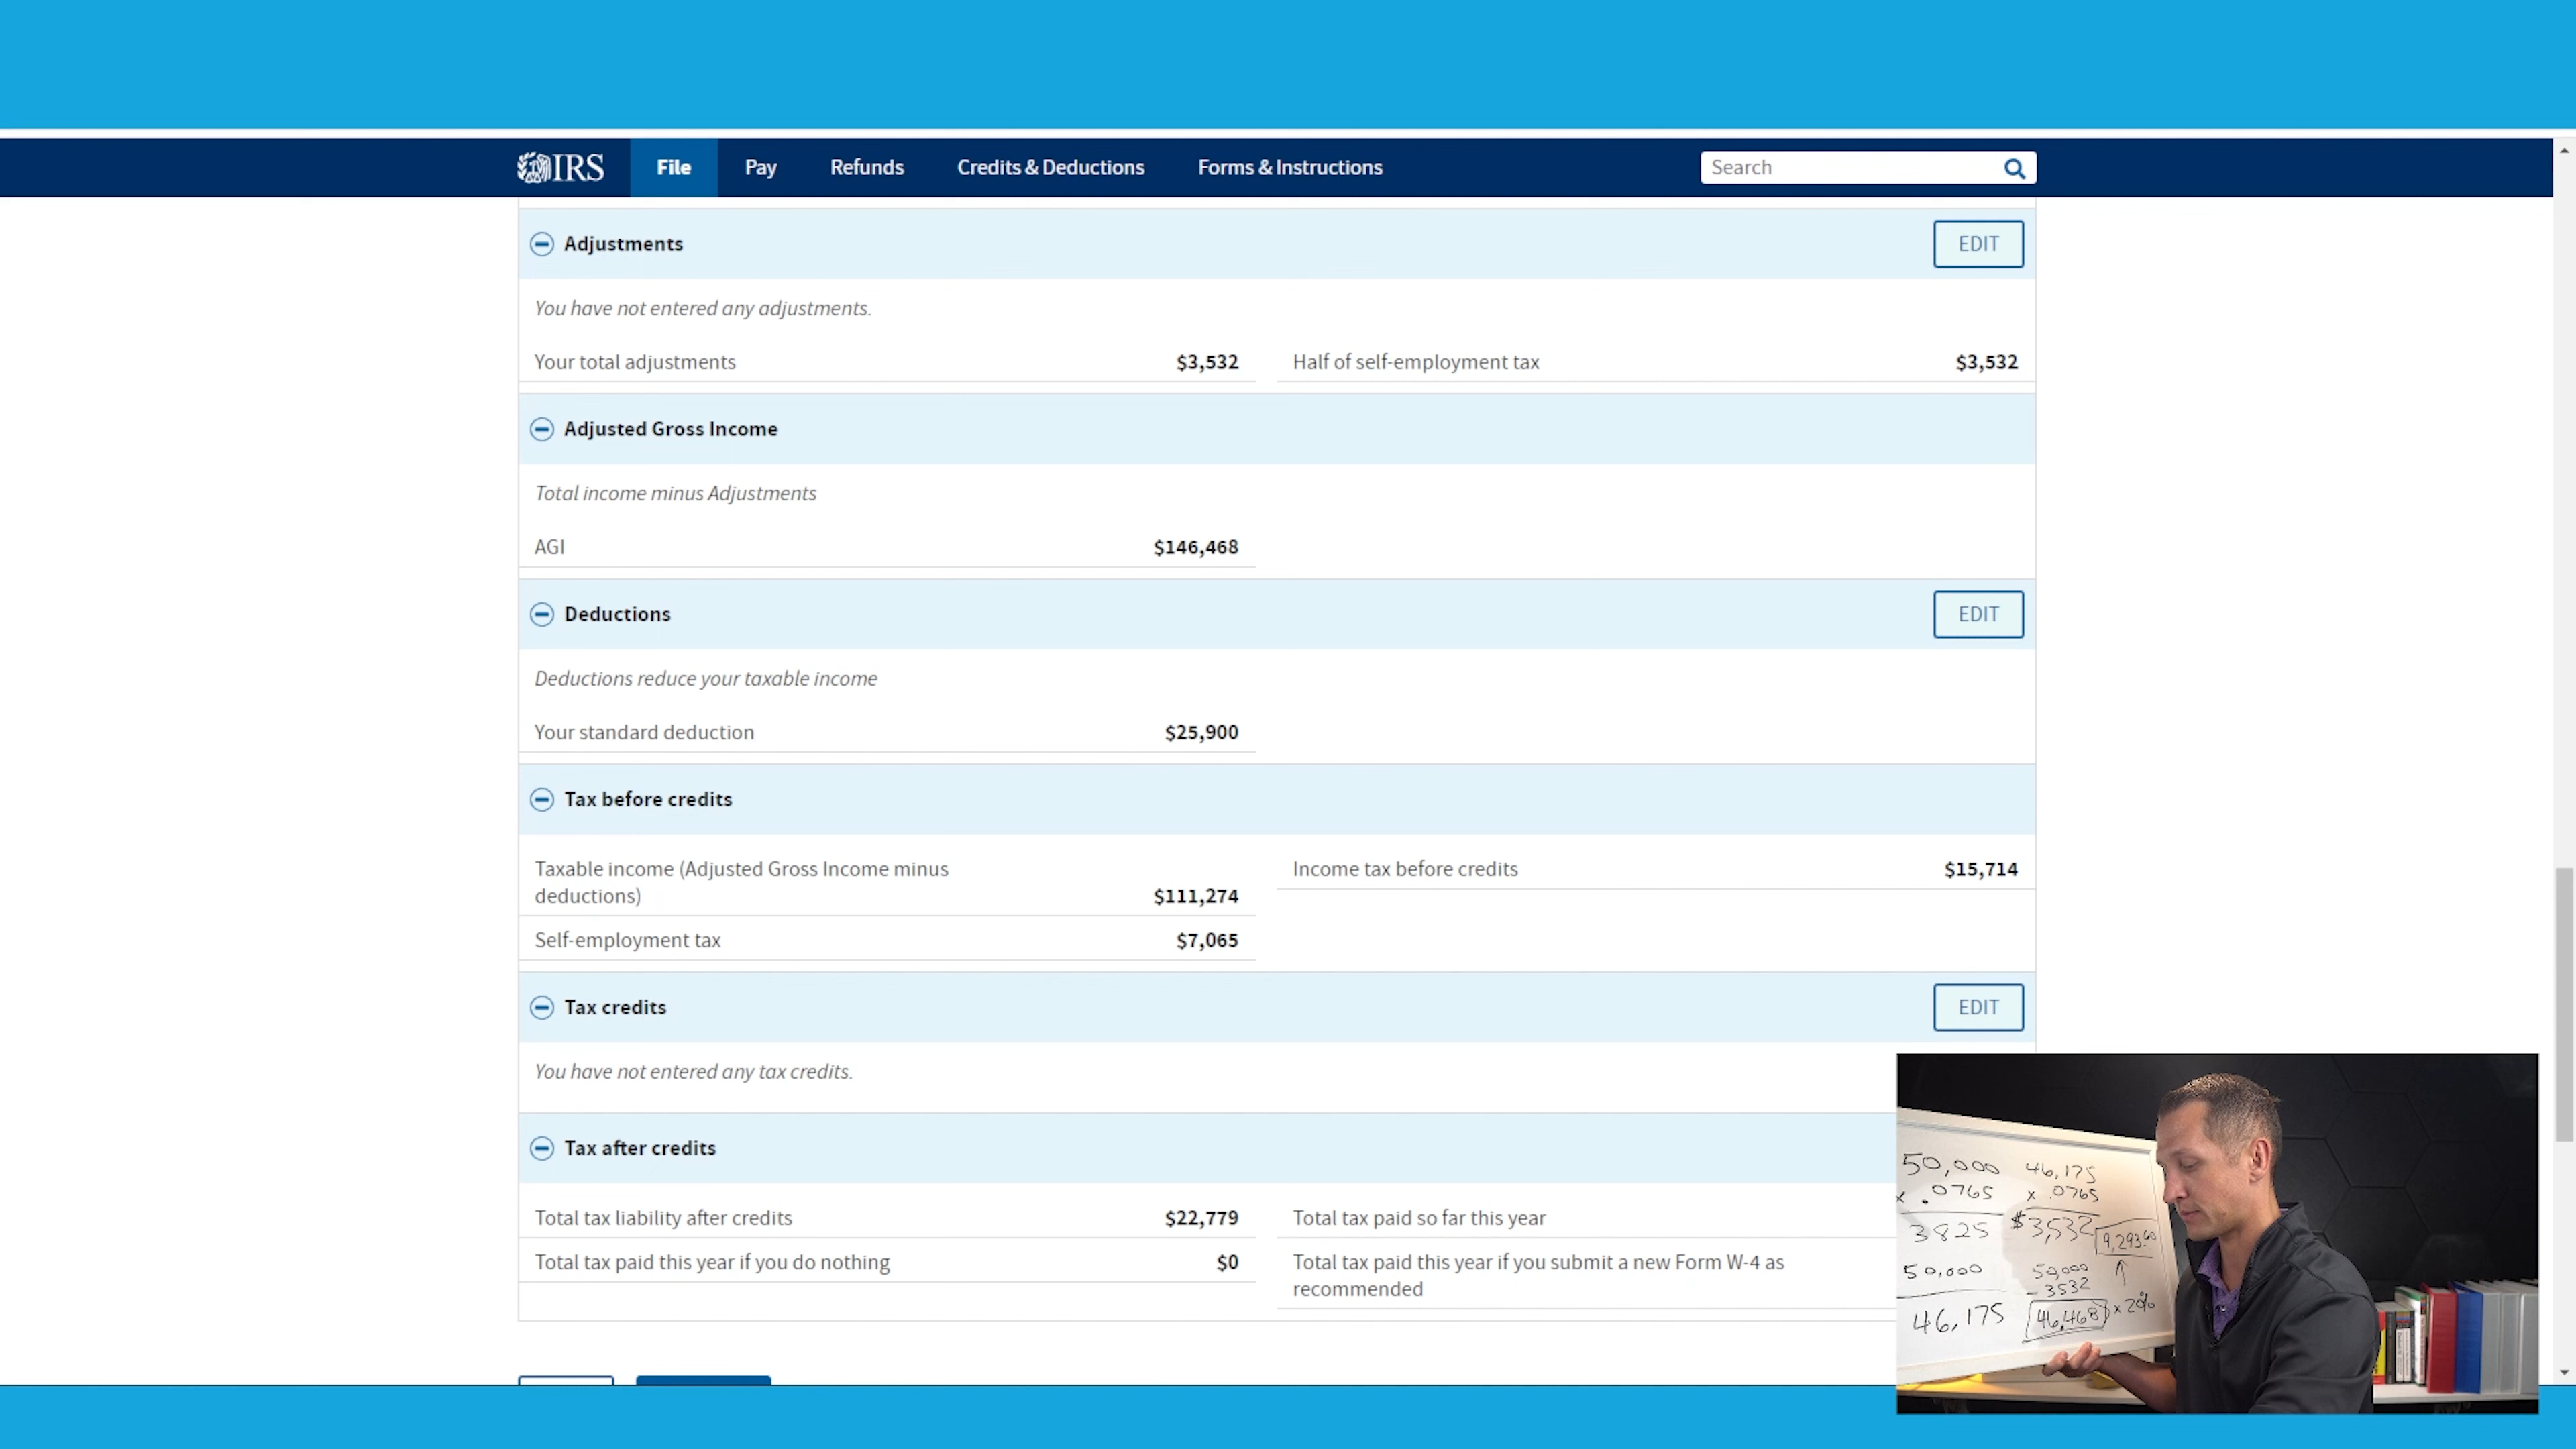 IRS File Pay Refunds Credits & Deductions Forms & Instructions Search
Adjustments EDIT
You have not entered any adjustments.
Your total adjustments $3,532 Half of self-employment tax $3,532
Adjusted Gross Income
Total income minus Adjustments
AGI $146,468
Deductions EDIT
Deductions reduce your taxable income
Your standard deduction $25,900
Tax before credits
Taxable income (Adjusted Gross Income minus
deductions) $111,274
Income tax before credits $15,714
Self-employment tax $7,065
Tax credits EDIT
You have not entered any tax credits.
Tax after credits
Total tax liability after credits $22,779 Total tax paid so far this year
Total tax paid this year if you do nothing $0 Total tax paid this year if you submit a new Form W-4 as
recommended
50,000
x .0765
3825
50,000
46,175
46,175
x .0765
$3,532
50,000
- 3532
46,468 x 20%